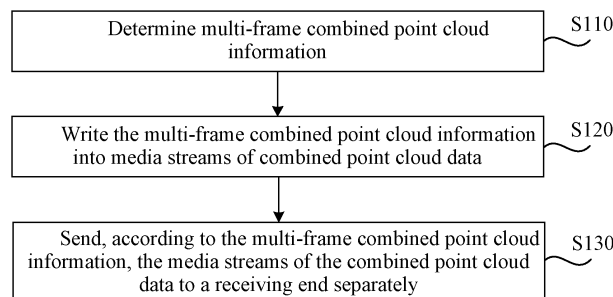 Determine multi-frame combined point cloud
information
S110
Write the multi-frame combined point cloud information
into media streams of combined point cloud data
S120
Send, according to the multi-frame combined point cloud
information, the media streams of the combined point cloud
data to a receiving end separately
S130